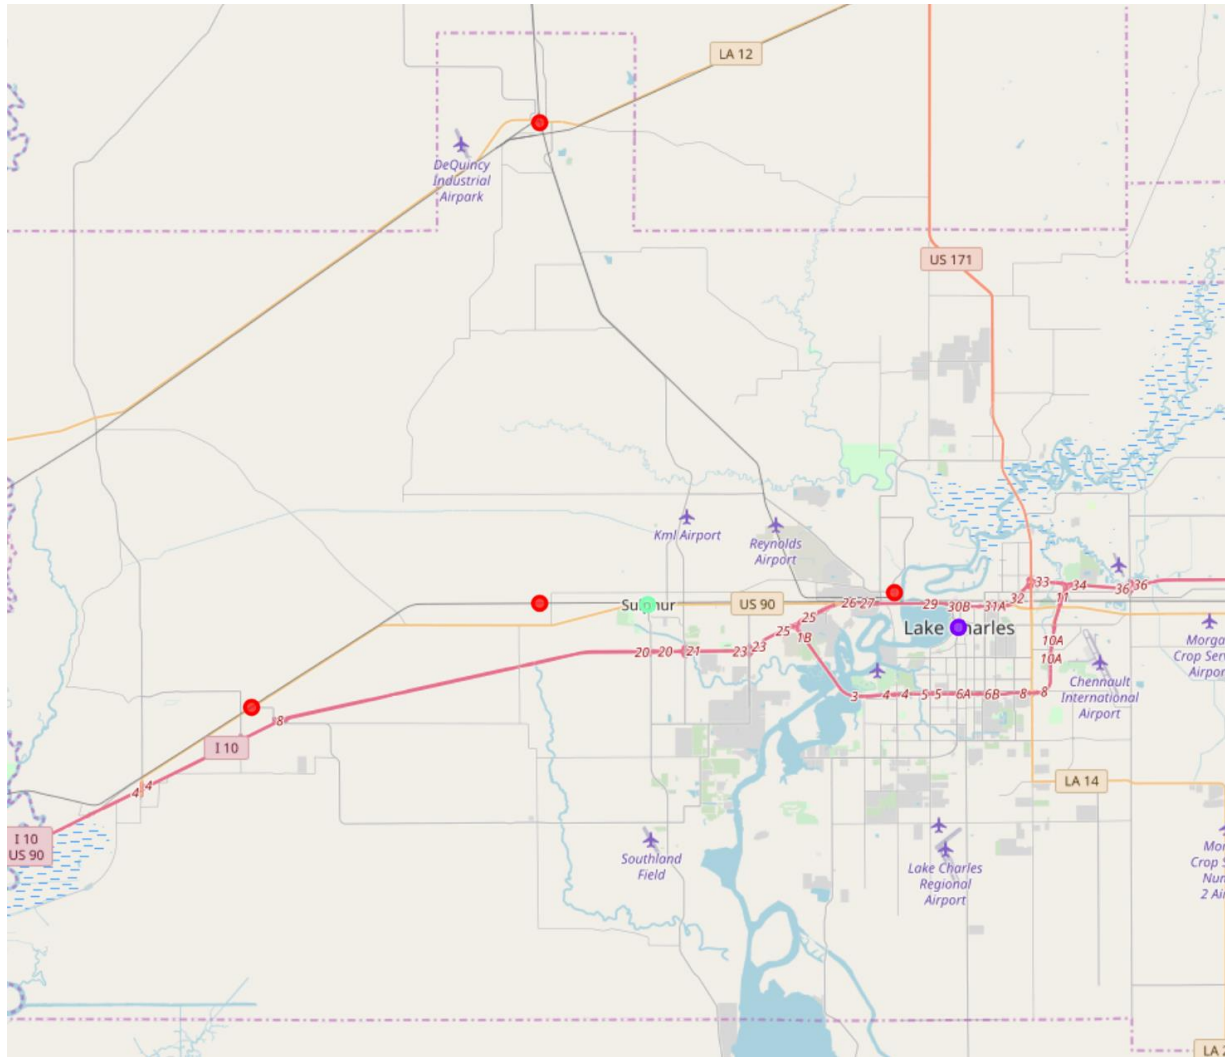 LA 12
DeQuincy
Industrial
Airpark
US 171
Kml Airport
Reynolds
Airport
33
34
36
36
32
11
26
27
29
30B
31A
US 90
25
25
1B
Lake
arles
10A
10A
Chennault
International
Airport
20
20
21
23
23
3
4
4
5
5
6A
6B
8
8
8
I 10
4
4
LA 14
I 10
US 90
Southland
Field
Lake Charles
Regional
Airport
Crop